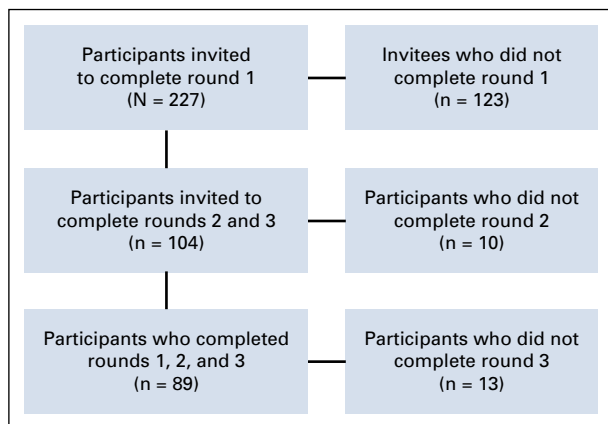 Participants invited
to complete round 1
(N = 227)
Invitees who did not
complete round 1
(n = 123)
Participants invited to
complete rounds 2 and 3
(n = 104)
Participants who did not
complete round 2
(n = 10)
Participants who completed
rounds 1, 2, and 3
(n = 89)
Participants who did not
complete round 3
(n = 13)